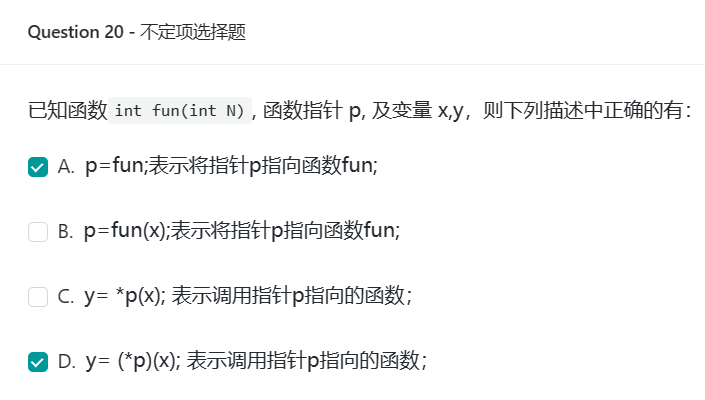 Question 20 - 不定项选择题
已知函数 int fun(int N) , 函数指针 p, 及变量 x,y，则下列描述中正确的有：
A. p=fun;表示将指针p指向函数fun;
B. p=fun(x);表示将指针p指向函数fun;
C. y= *p(x); 表示调用指针p指向的函数；
D. y= (*p)(x); 表示调用指针p指向的函数；